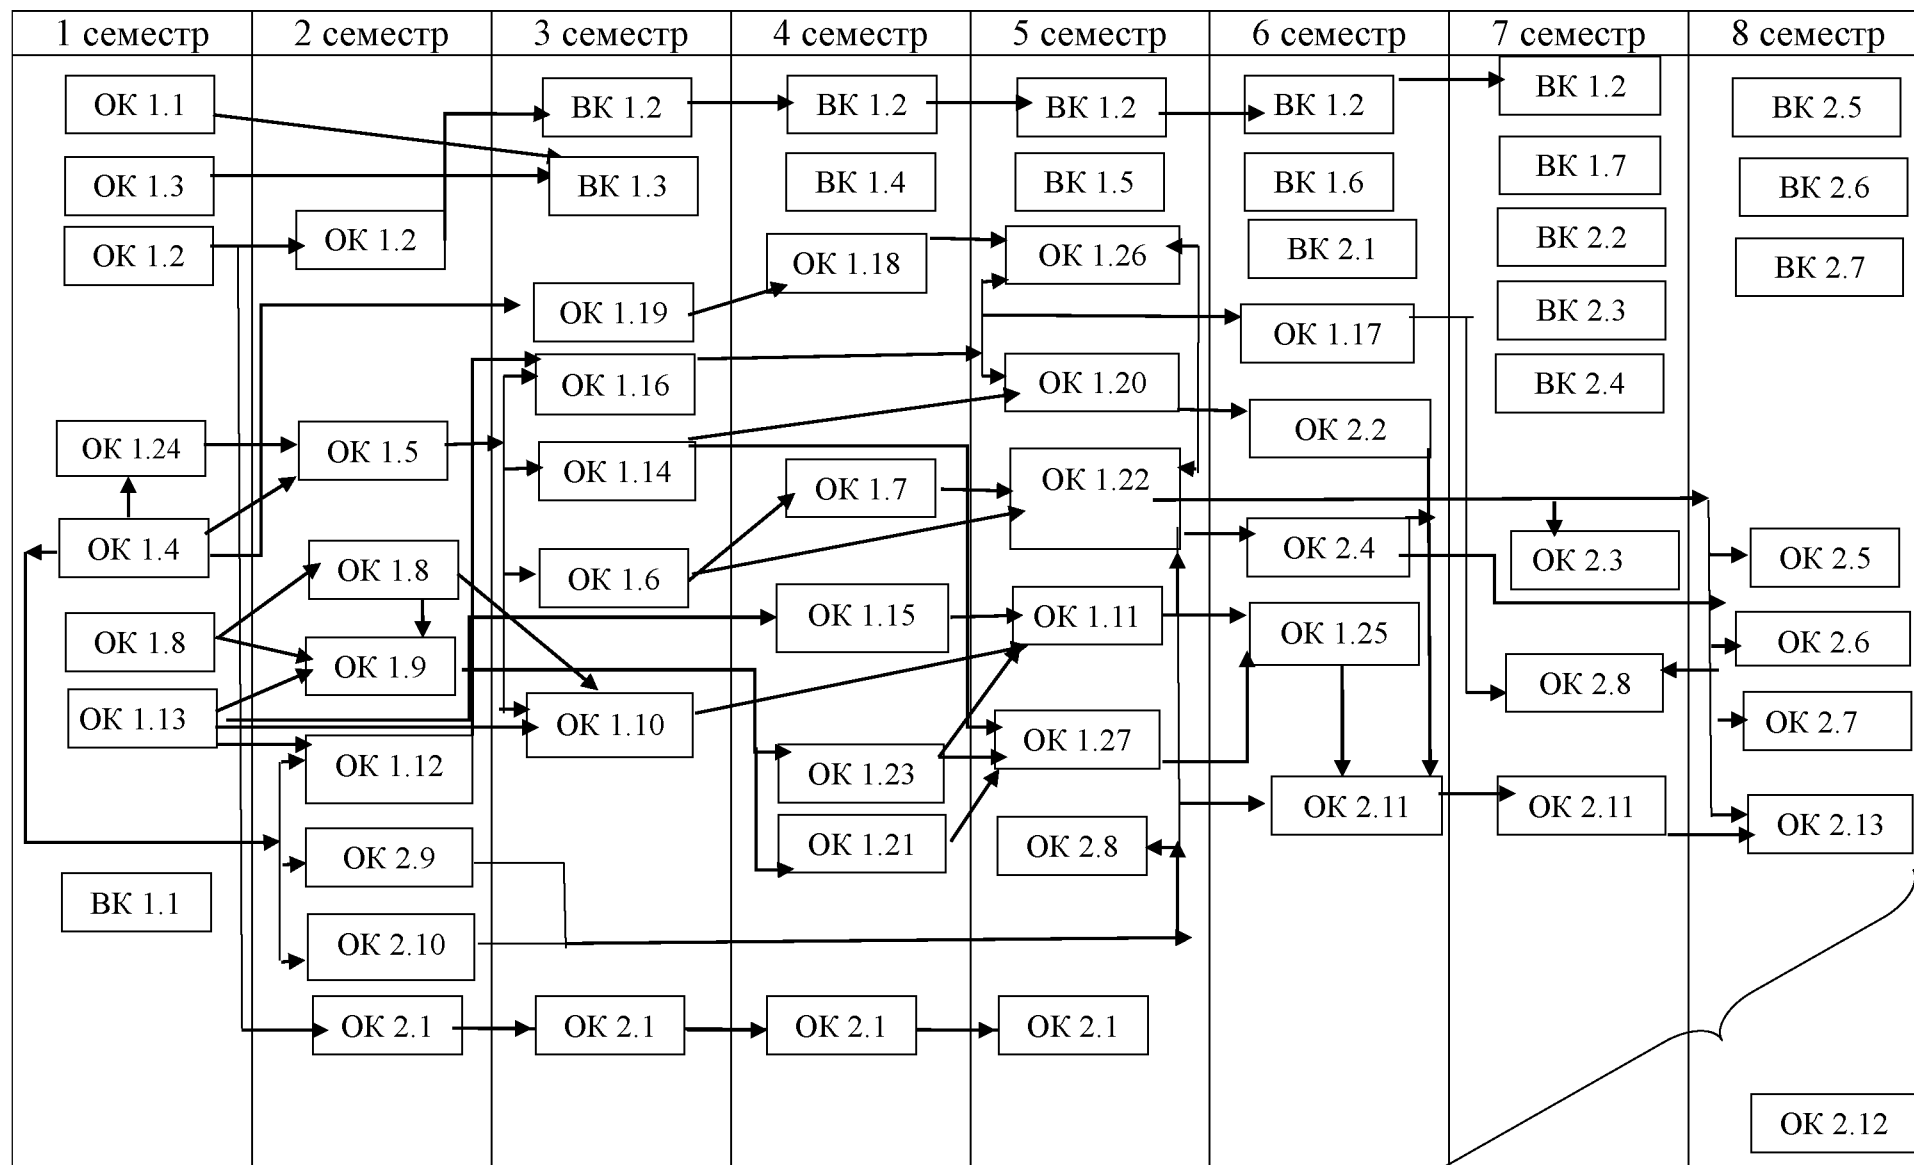 1 семестр
2 семестр
3 семестр
4 семестр
5 семестр
6 семестр
7 семестр
8 семестр
ОК 1.1
ОК 1.3
ОК 1.2
ОК 1.24
ОК 1.4
ОК 1.8
ОК 1.13
ВК 1.1
ОК 1.2
ОК 1.5
ОК 1.8
ОК 1.9
ОК 1.12
ОК 2.9
ОК 2.10
ОК 2.1
ВК 1.2
ВК 1.3
ОК 1.19
ОК 1.16
ОК 1.14
ОК 1.6
ОК 1.10
ОК 2.1
ВК 1.2
ВК 1.4
ОК 1.18
ОК 1.7
ОК 1.15
ОК 1.23
ОК 1.21
ОК 2.1
ВК 1.2
ВК 1.5
ОК 1.26
ОК 1.20
ОК 1.22
ОК 1.11
ОК 1.27
ОК 2.8
ОК 2.1
ВК 1.2
ВК 1.6
ВК 2.1
ОК 1.17
ОК 2.2
ОК 2.4
ОК 1.25
ОК 2.11
ВК 1.2
ВК 1.7
ВК 2.2
ВК 2.3
ВК 2.4
ОК 2.3
ОК 2.8
ОК 2.11
ВК 2.5
ВК 2.6
ВК 2.7
ОК 2.5
ОК 2.6
ОК 2.7
ОК 2.13
ОК 2.12